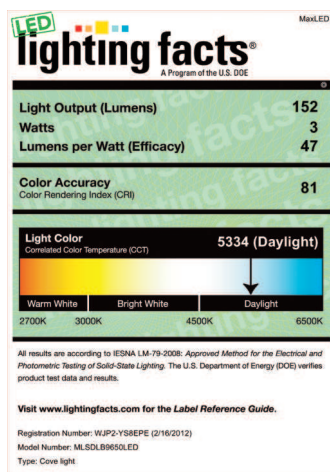 MaxLED
LED
lighting facts®
A Program of the U.S. DOE
Light Output (Lumens) 152
Watts 3
Lumens per Watt (Efficacy) 47
Color Accuracy 81
Color Rendering Index (CRI)
Light Color 5334 (Daylight)
Correlated Color Temperature (CCT)
Warm White Bright White Daylight
2700K 3000K 4500K 6500K
All results are according to IESNA LM-79-2008: Approved Method for the Electrical and
Photometric Testing of Solid-State Lighting. The U.S. Department of Energy (DOE) verifies
product test data and results.
Visit www.lightingfacts.com for the Label Reference Guide.
Registration Number: WJP2-YS8EPE (2/16/2012)
Model Number: MLSDLB9650LED
Type: Cove light